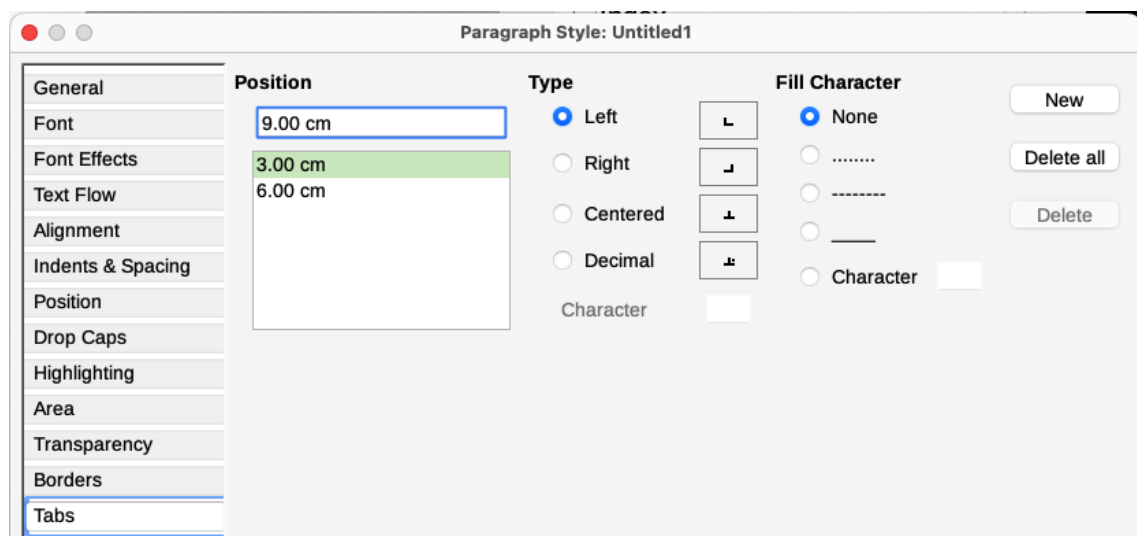 Paragraph Style: Untitled1
General
Font
Font Effects
Text Flow
Alignment
Indents & Spacing
Position
Drop Caps
Highlighting
Area
Transparency
Borders
Tabs
Position
9.00 cm
3.00 cm
6.00 cm
Type
Left
Right
Centered
Decimal
Character
Fill Character
None
........
--------
____
Character
New
Delete all
Delete